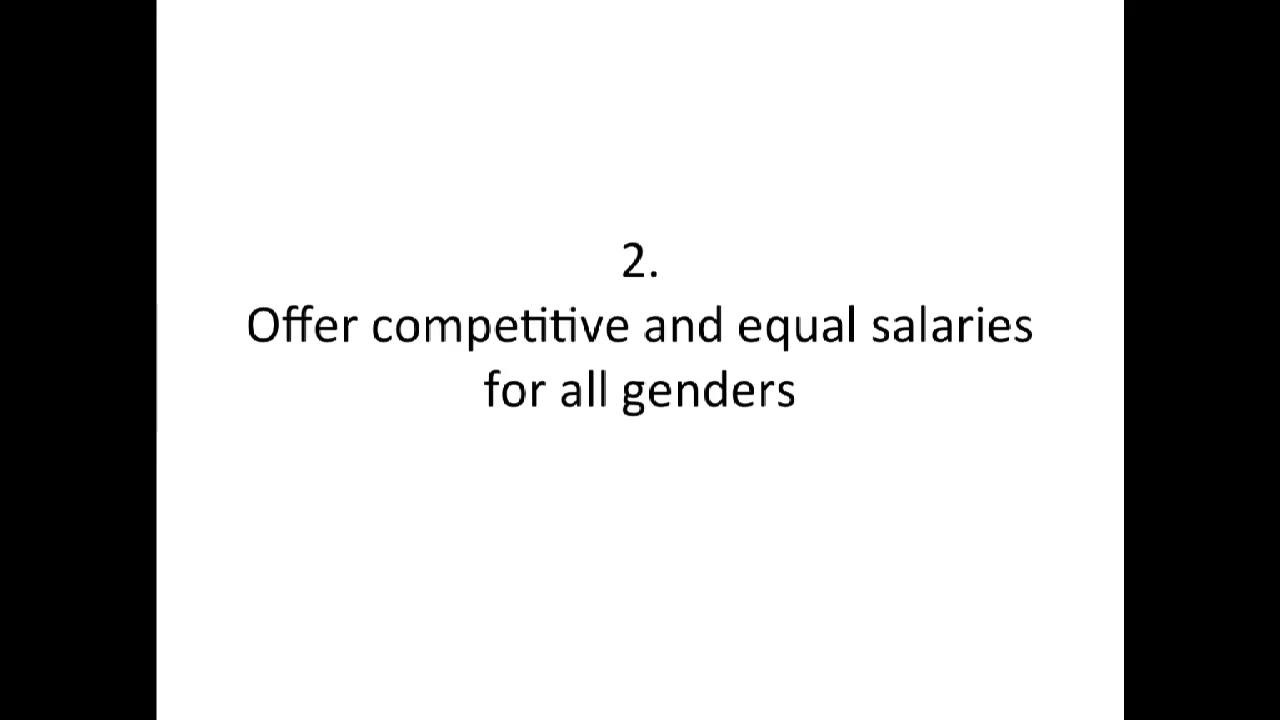 2.
Offer competitive and equal salaries
for all genders